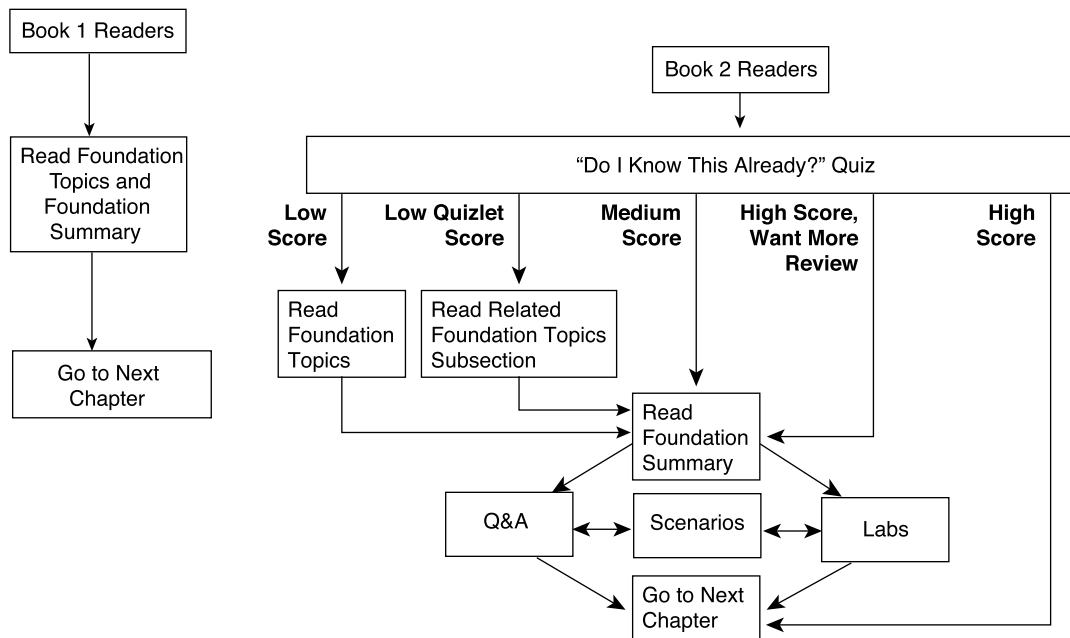 Book 1 Readers
Read Foundation
Topics and
Foundation
Summary
Go to Next
Chapter
Book 2 Readers
“Do I Know This Already?” Quiz
Low
Score
Low Quizlet
Score
Medium
Score
High Score,
Want More
Review
High
Score
Read
Foundation
Topics
Read Related
Foundation Topics
Subsection
Read
Foundation
Summary
Q&A
Scenarios
Labs
Go to Next
Chapter